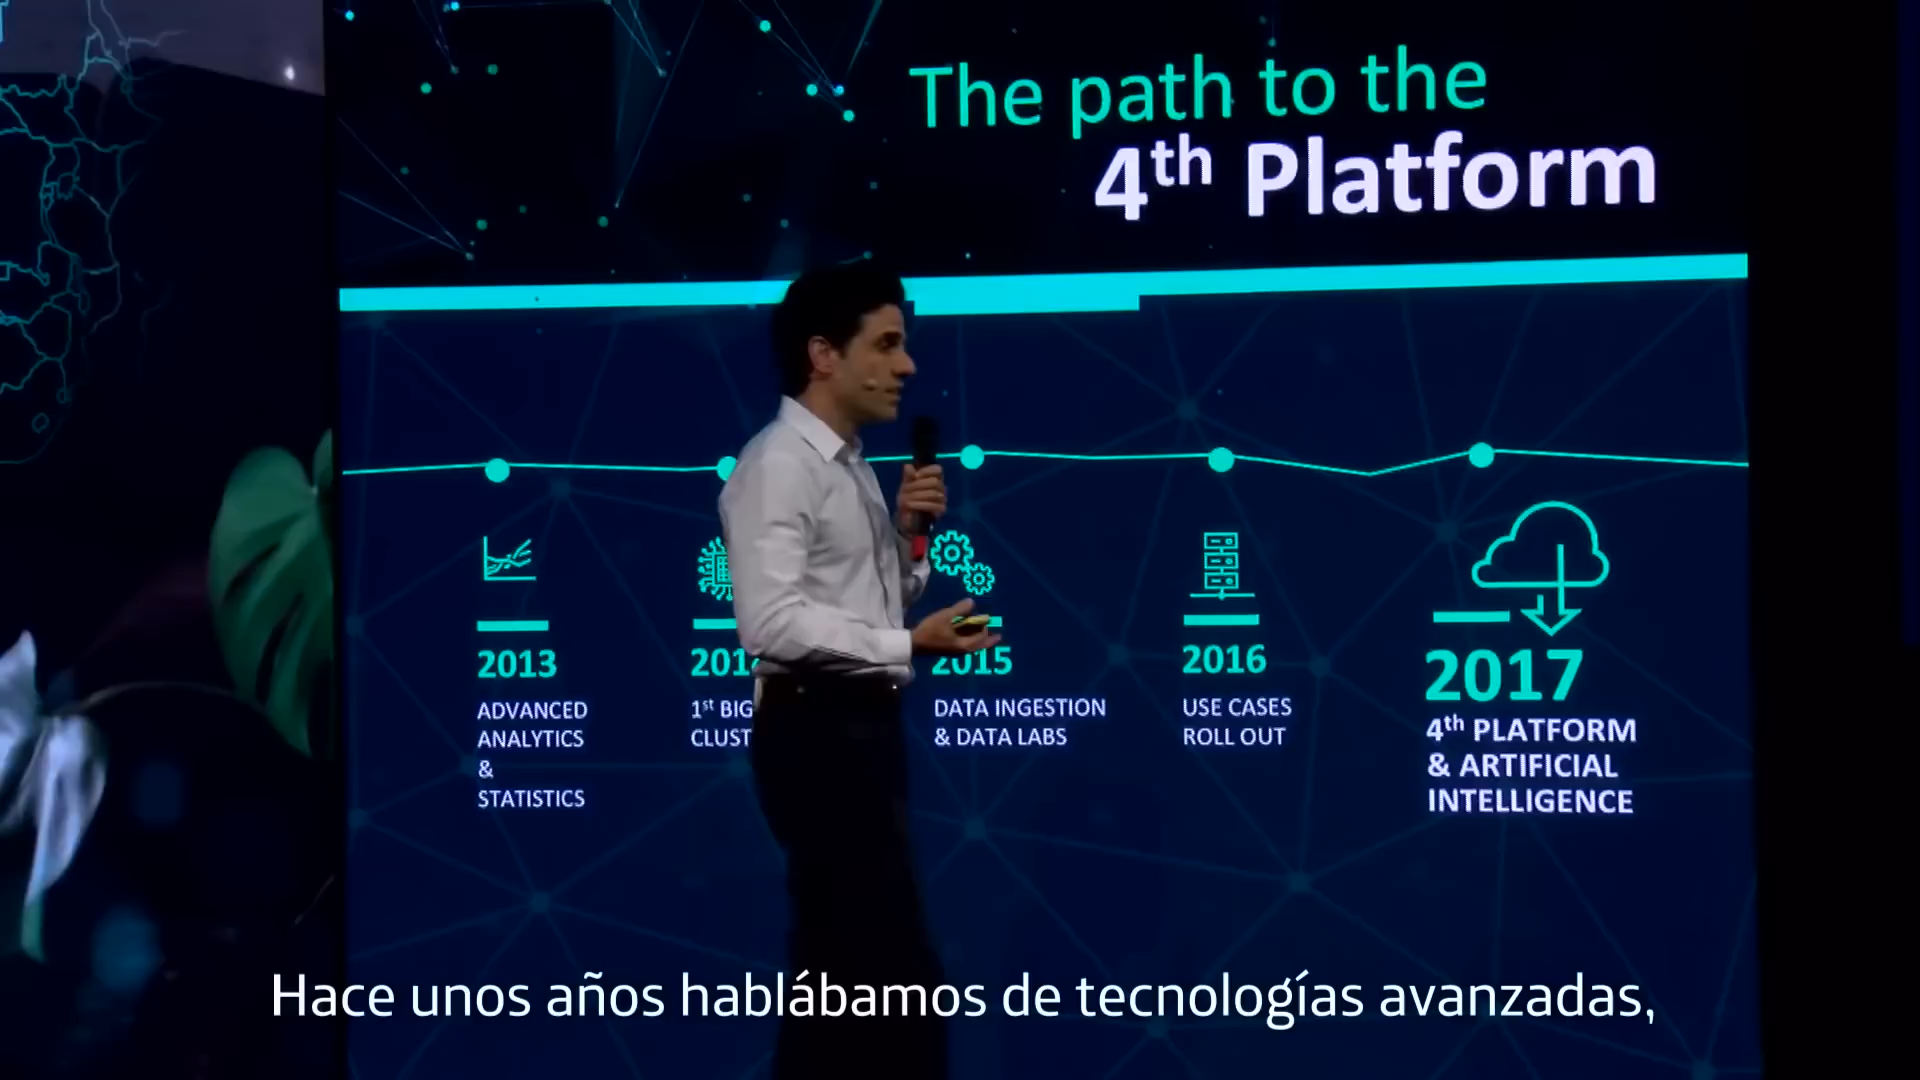 The path to the
4th Platform
2013
ADVANCED
ANALYTICS
&
STATISTICS
1st BIG
2015
DATA INGESTION
& DATA LABS
2016
USE CASES
ROLL OUT
2017
4th PLATFORM
& ARTIFICIAL
INTELLIGENCE
Hace unos años hablábamos de tecnologías avanzadas,